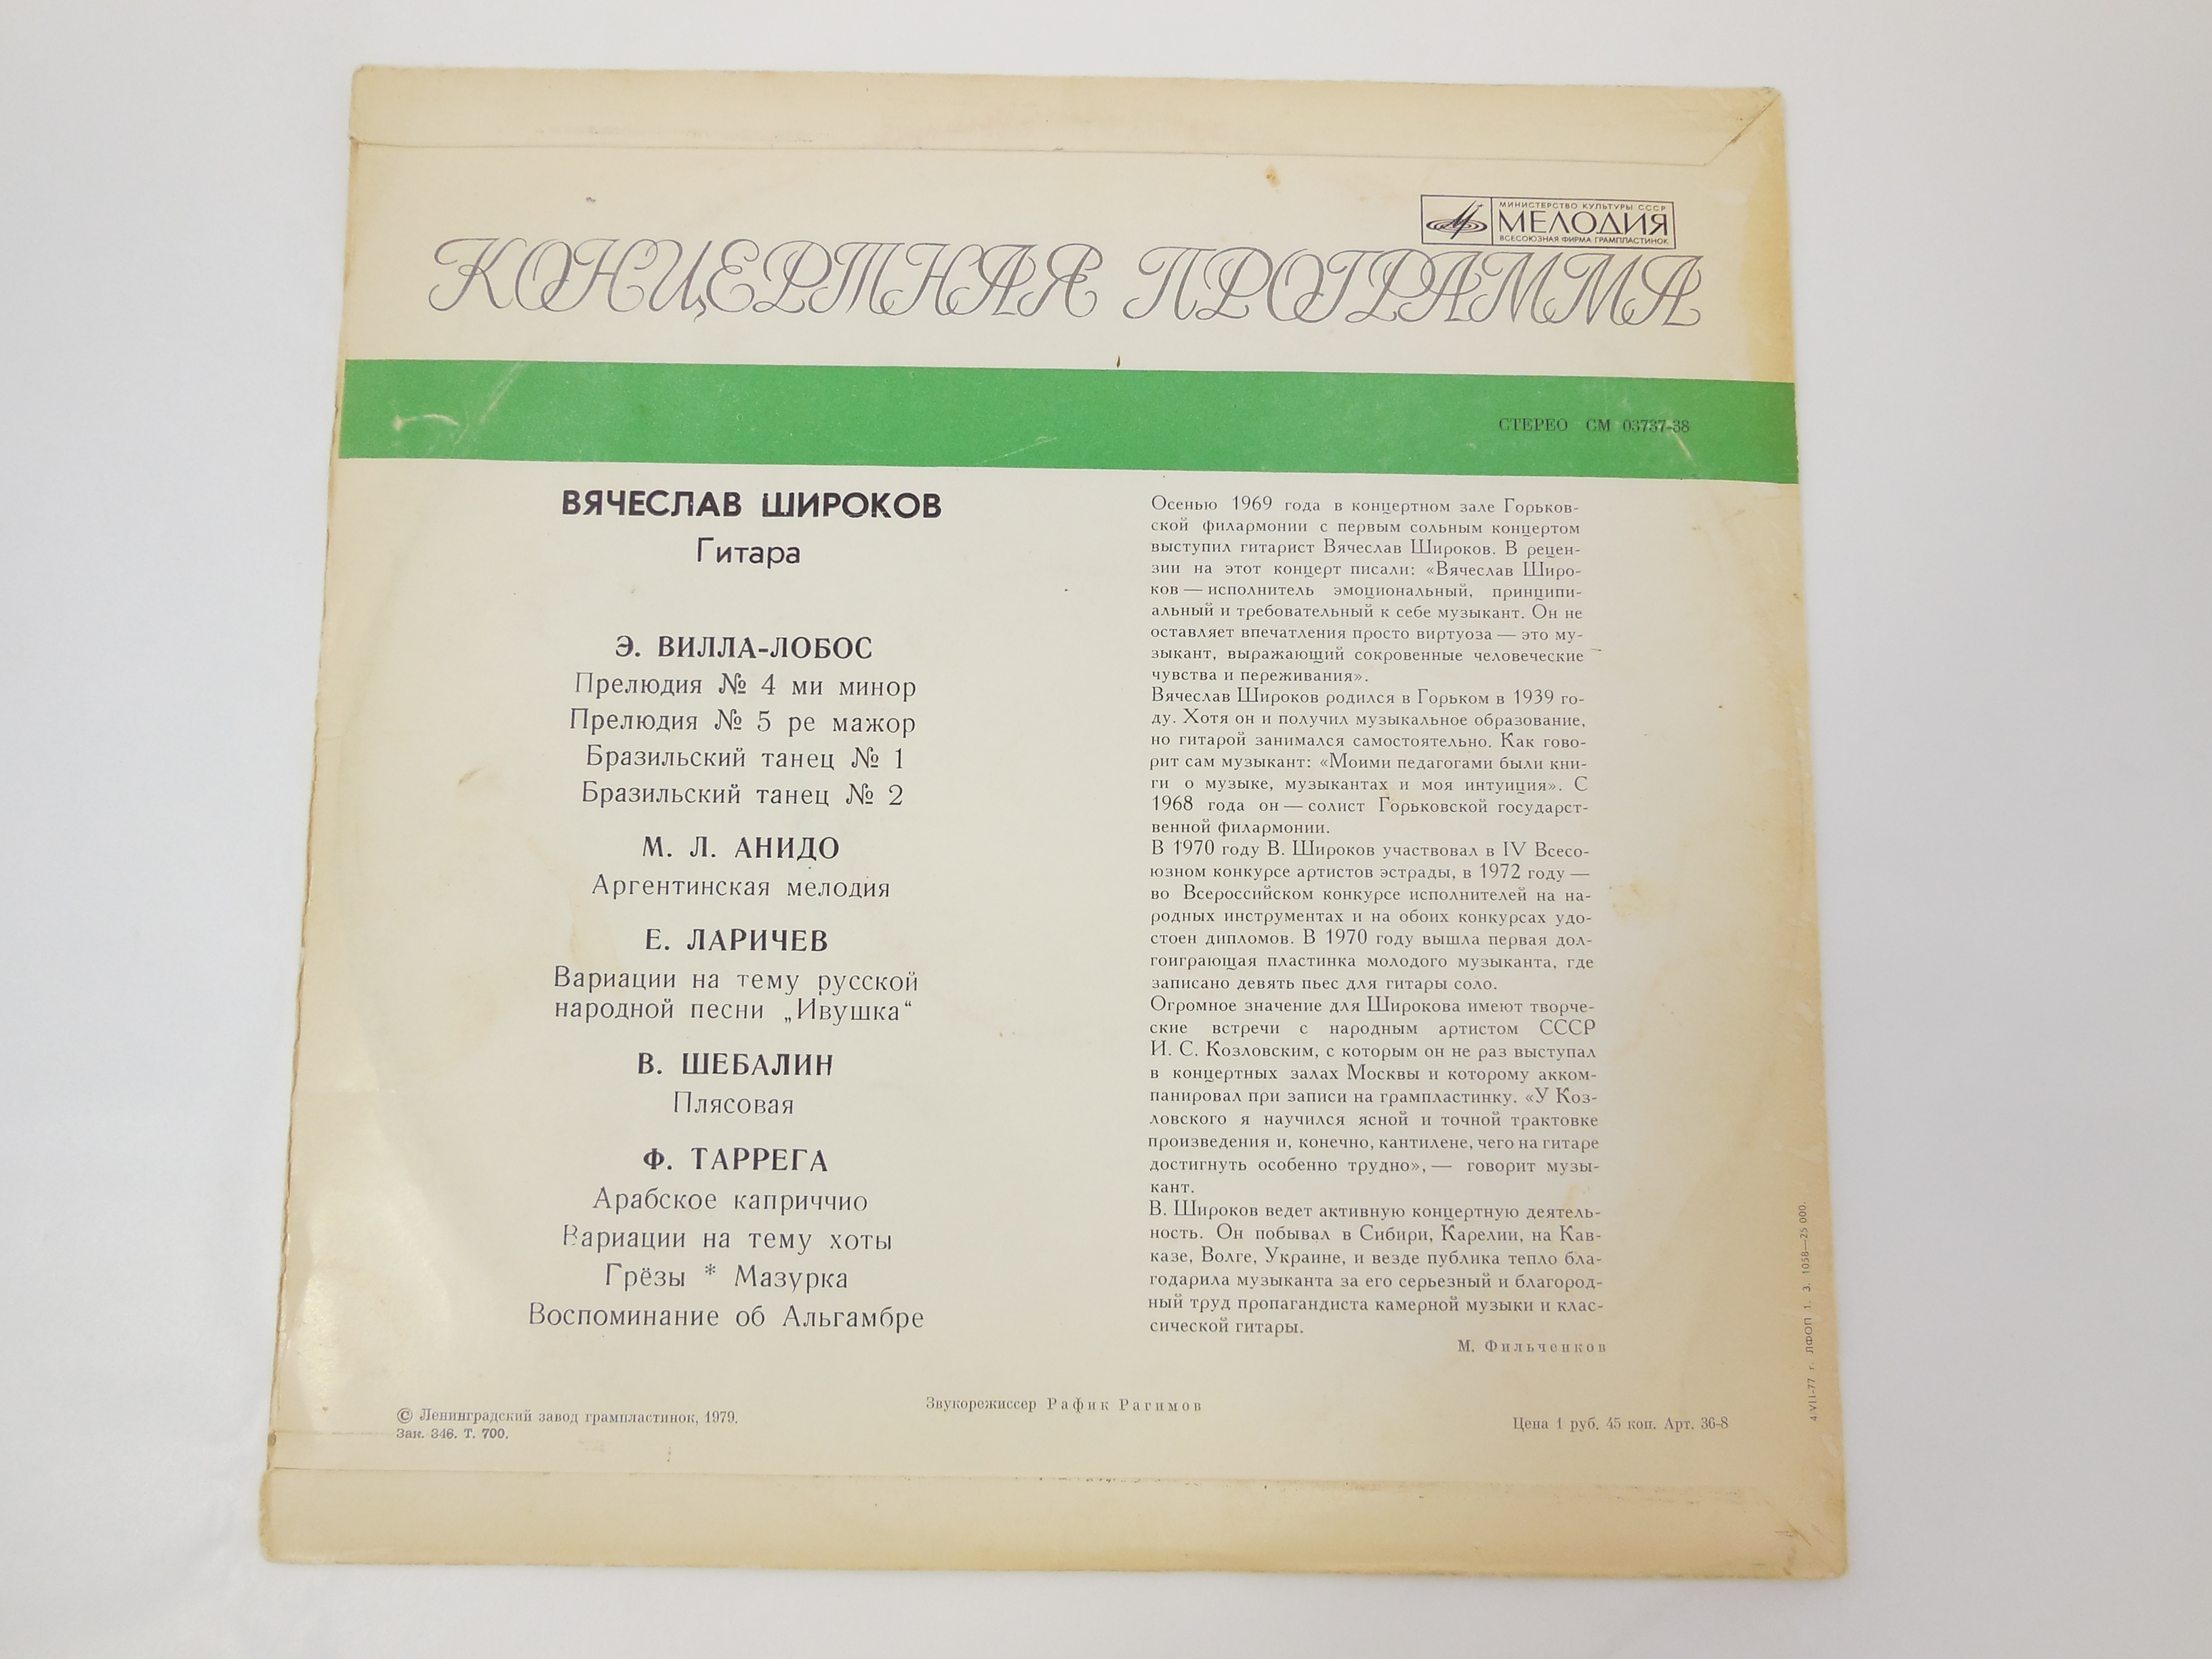 МИНИСТЕРСТВО КУЛЬТУРЫ СССР
МЕЛОДИЯ
ВСЕСОЮЗНАЯ ФИРМА ГРАМПЛАСТИНОК
КОНЦЕРТНАЯ ПРОГРАММА
СТЕРЕО СМ 03737-38
ВЯЧЕСЛАВ ШИРОКОВ
Гитара
Э. ВИЛЛА-ЛОБОС
Прелюдия № 4 ми минор
Прелюдия № 5 ре мажор
Бразильский танец № 1
Бразильский танец № 2
М. Л. АНИДО
Аргентинская мелодия
Е. ЛАРИЧЕВ
Вариации на тему русской
народной песни „Ивушка“
В. ШЕБАЛИН
Плясовая
Ф. ТАРРЕГА
Арабское каприччио
Вариации на тему хоты
Грёзы * Мазурка
Воспоминание об Альгамбре
Осенью 1969 года в концертном зале Горьков-
ской филармонии с первым сольным концертом
выступил гитарист Вячеслав Широков. В рецен-
зии на этот концерт писали: «Вячеслав Широ-
ков — исполнитель эмоциональный, принципи-
альный и требовательный к себе музыкант. Он не
оставляет впечатления просто виртуоза — это му-
зыкант, выражающий сокровенные человеческие
чувства и переживания».
Вячеслав Широков родился в Горьком в 1939 го-
ду. Хотя он и получил музыкальное образование,
но гитарой занимался самостоятельно. Как гово-
рит сам музыкант: «Моими педагогами были кни-
ги о музыке, музыкантах и моя интуиция». С
1968 года он — солист Горьковской государст-
венной филармонии.
В 1970 году В. Широков участвовал в IV Всесо-
юзном конкурсе артистов эстрады, в 1972 году —
во Всероссийском конкурсе исполнителей на на-
родных инструментах и на обоих конкурсах удо-
стоен дипломов. В 1970 году вышла первая дол-
гоиграющая пластинка молодого музыканта, где
записано девять пьес для гитары соло.
Огромное значение для Широкова имеют творче-
ские встречи с народным артистом СССР
И. С. Козловским, с которым он не раз выступал
в концертных залах Москвы и которому акком-
панировал при записи на грампластинку. «У Коз-
ловского я научился ясной и точной трактовке
произведения и, конечно, кантилене, чего на гитаре
достигнуть особенно трудно», — говорит музы-
кант.
В. Широков ведет активную концертную деятель-
ность. Он побывал в Сибири, Карелии, на Кав-
казе, Волге, Украине, и везде публика тепло бла-
годарила музыканта за его серьезный и благород-
ный труд пропагандиста камерной музыки и клас-
сической гитары.
М. Фильченков
Звукорежиссер Рафик Рагимов
© Ленинградский завод грампластинок, 1979.
Зак. 346. Т. 700.
Цена 1 руб. 45 коп. Арт. 36-8
4.VII-77 г. ЛФОП 1. З. 1058—25 000.